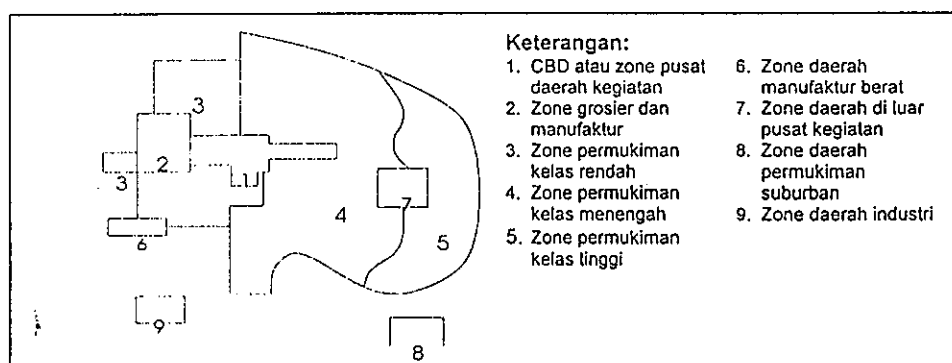 3
3
2
1
6
4
7
5
9
8
Keterangan:
1. CBD atau zone pusat
daerah kegiatan
2. Zone grosier dan
manufaktur
3. Zone permukiman
kelas rendah
4. Zone permukiman
kelas menengah
5. Zone permukiman
kelas tinggi
6. Zone daerah
manufaktur berat
7. Zone daerah di luar
pusat kegiatan
8. Zone daerah
permukiman
suburban
9. Zone daerah industri